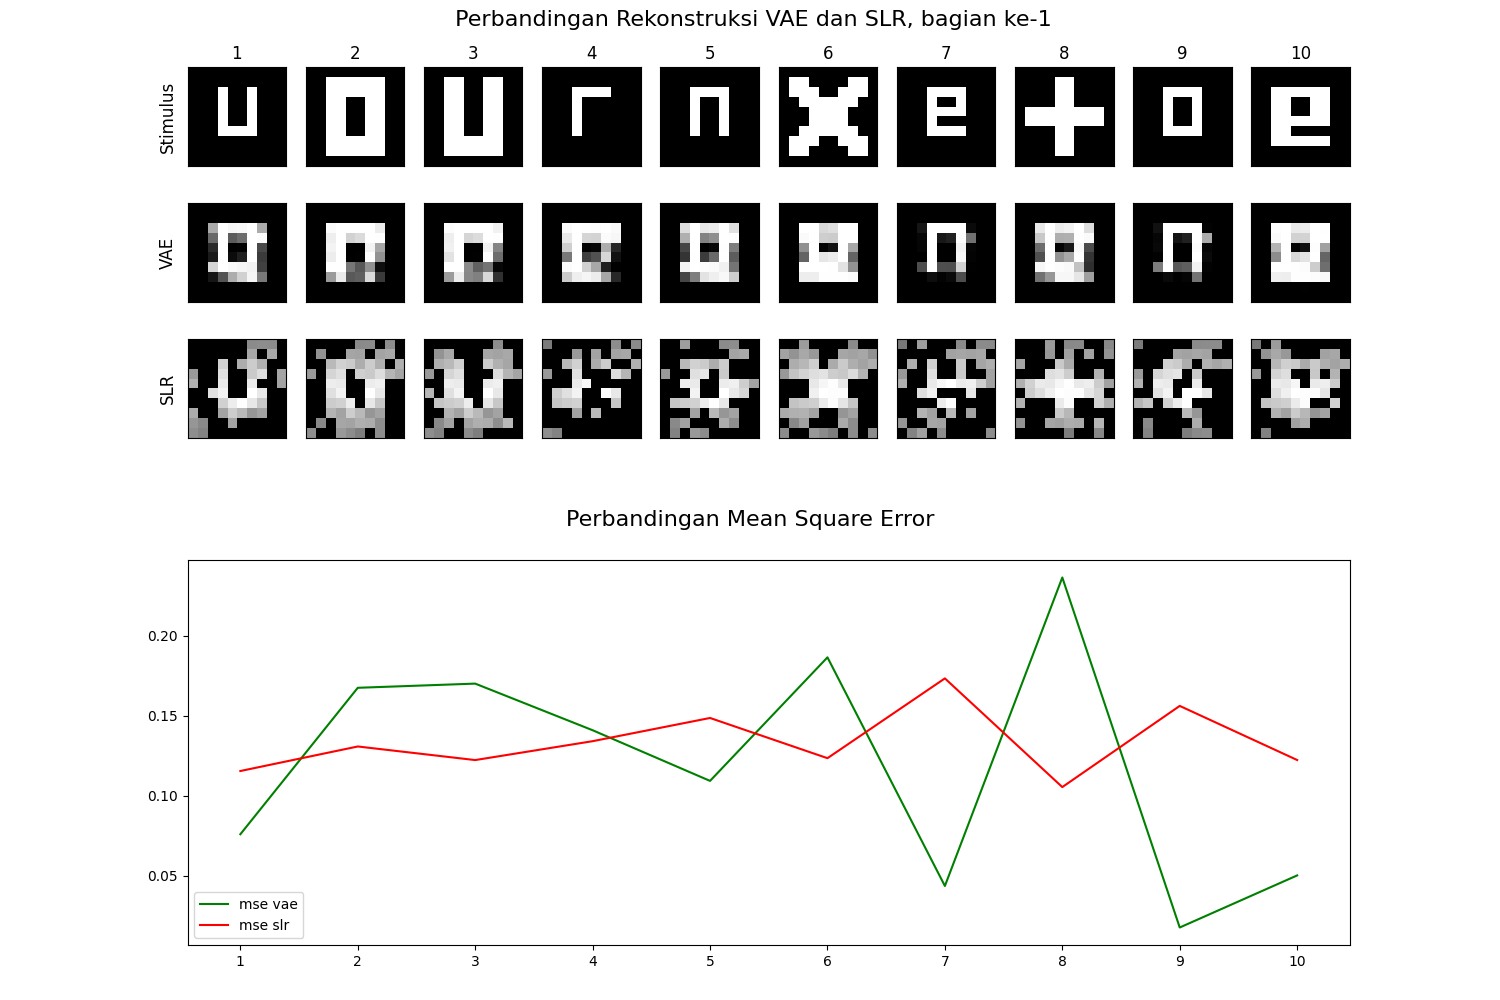 Perbandingan Rekonstruksi VAE dan SLR, bagian ke-1
1 2 3 4 5 6 7 8 9 10
Stimulus
VAE
SLR
Perbandingan Mean Square Error
0.20
0.15
0.10
0.05
mse vae
mse slr
1 2 3 4 5 6 7 8 9 10